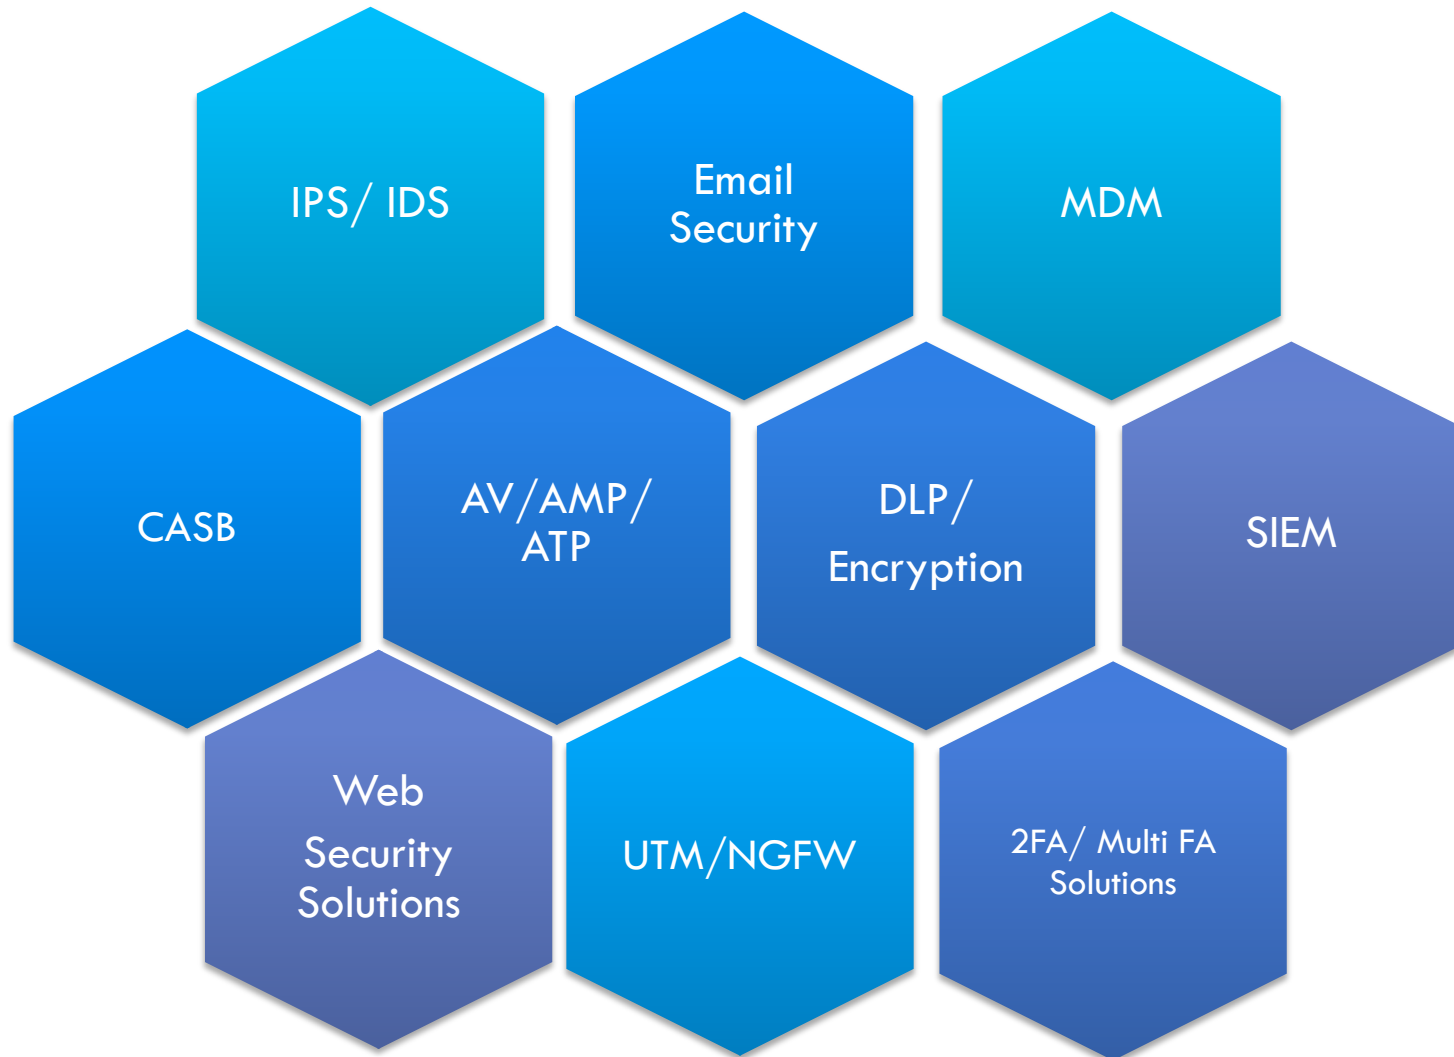 IPS/ IDS
Email
Security
MDM
CASB
AV/AMP/
ATP
DLP/
Encryption
SIEM
Web
Security
Solutions
UTM/NGFW
2FA/ Multi FA
Solutions